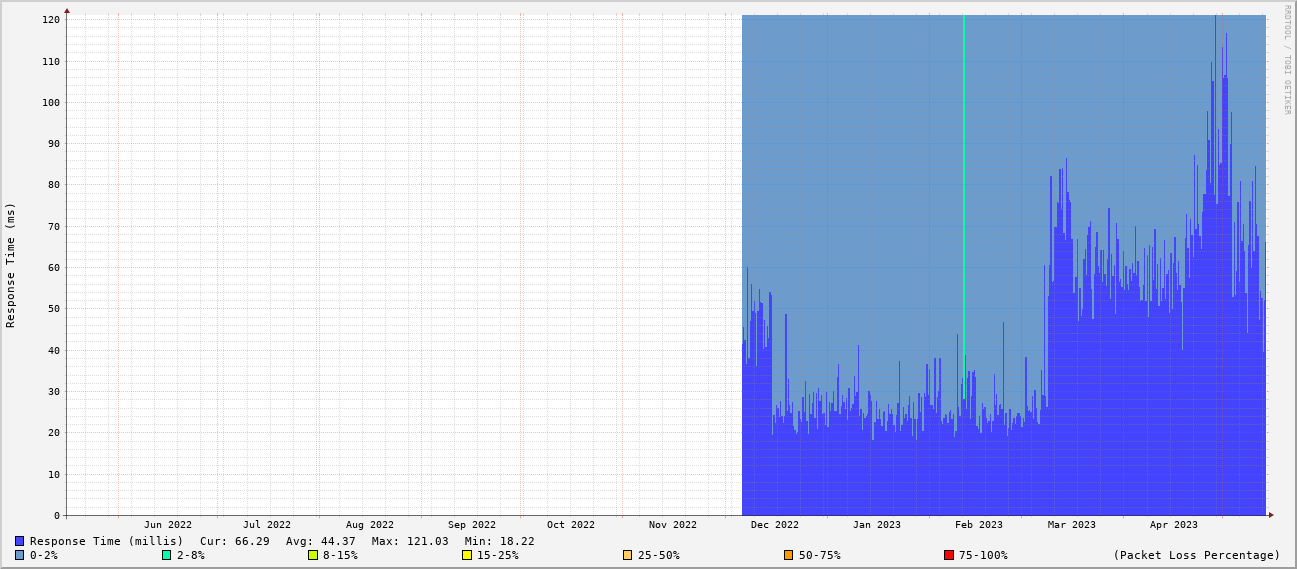 RRDTOOL / TOBI OETIKER
Response Time (ms)
120
110
100
90
80
70
60
50
40
30
20
10
0
Jun 2022 Jul 2022 Aug 2022 Sep 2022 Oct 2022 Nov 2022 Dec 2022 Jan 2023 Feb 2023 Mar 2023 Apr 2023
Response Time (millis) Cur: 66.29 Avg: 44.37 Max: 121.03 Min: 18.22
0-2% 2-8% 8-15% 15-25% 25-50% 50-75% 75-100% (Packet Loss Percentage)